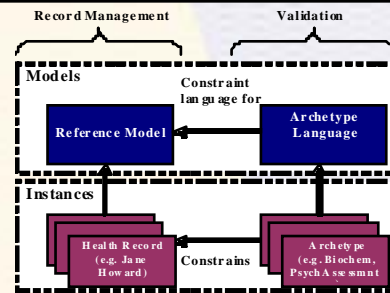 Record Management
Validation
Models
Constraint
language for
Reference Model
Archetype
Language
Instances
Health Record
(e.g. Jane
Howard)
Constrains
Archetype
(e.g. Biochem,
PsychAssessmnt